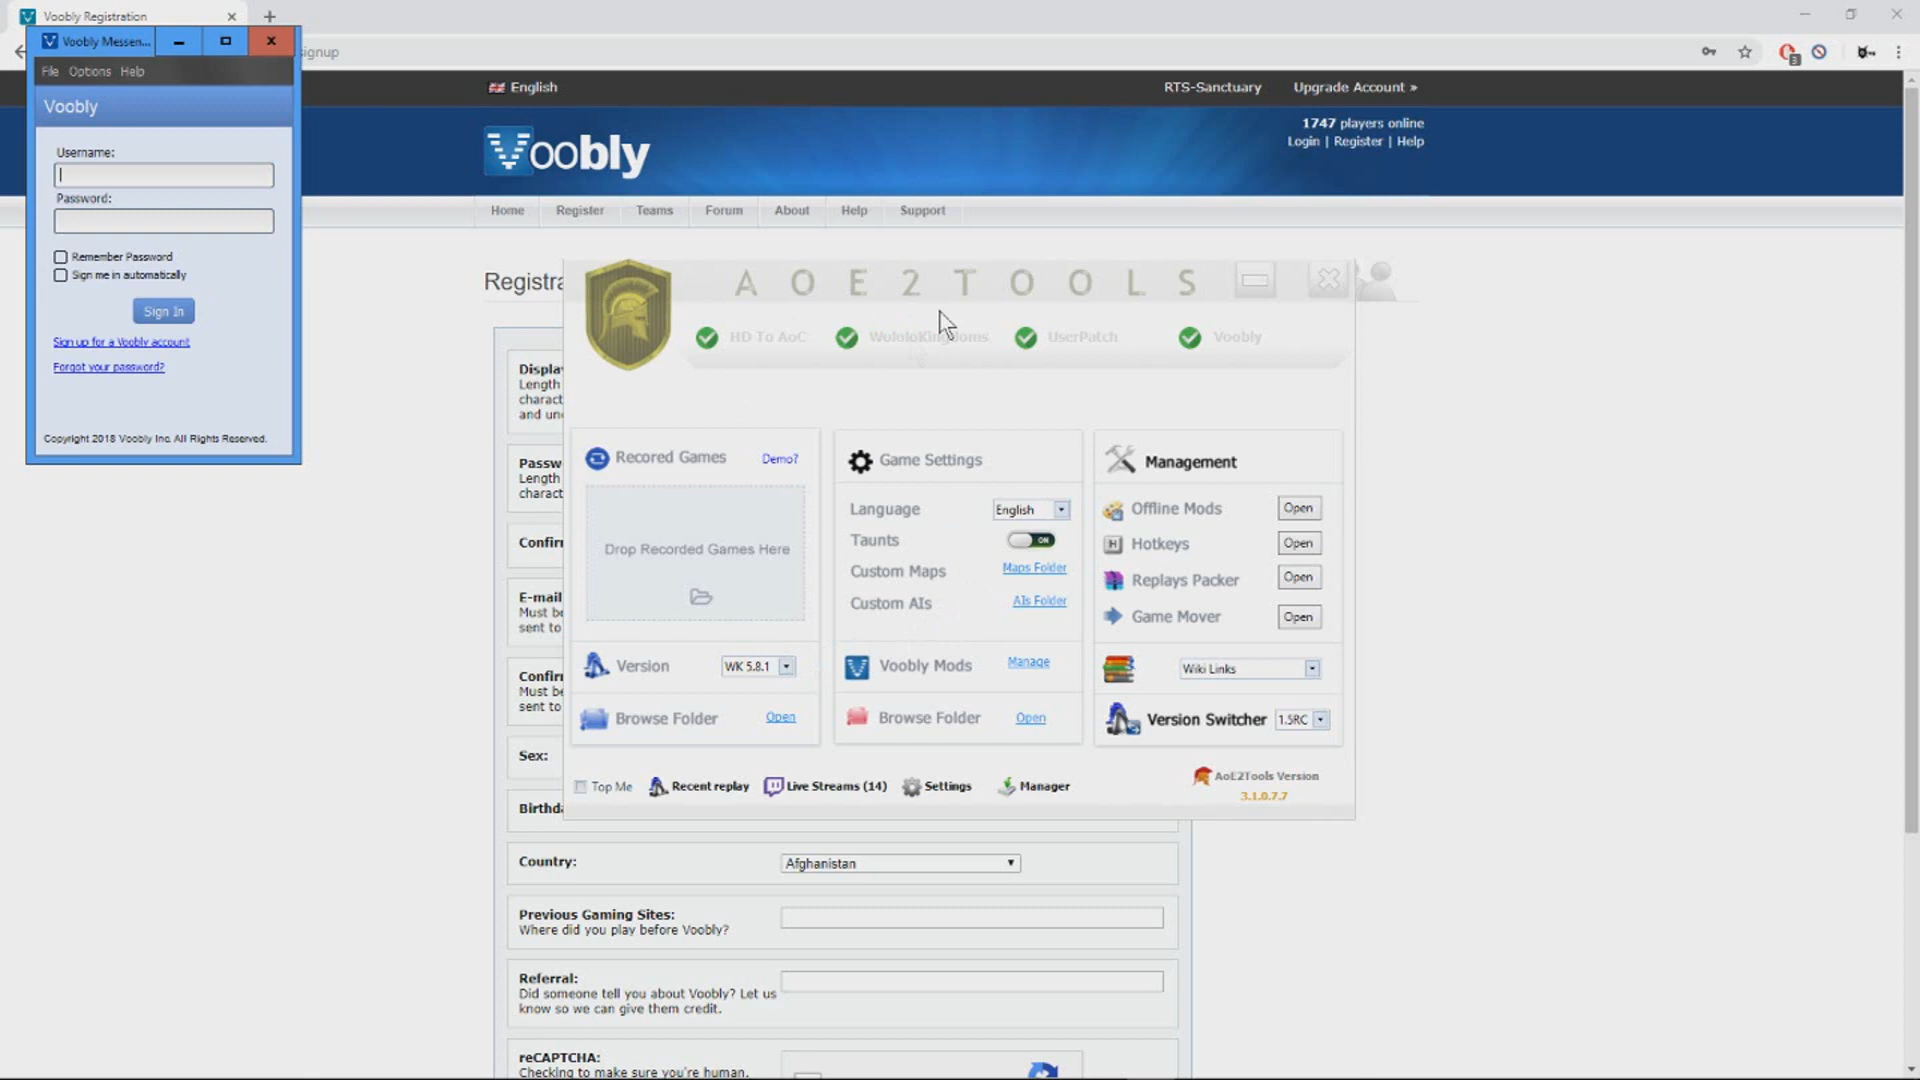 Voobly Registration
signup
Voobly Messen...
File Options Help
Voobly
Username:
Password:
Remember Password
Sign me in automatically
Sign In
Sign up for a Voobly account
Forgot your password?
Copyright 2018 Voobly Inc. All Rights Reserved.
English
RTS-Sanctuary
Upgrade Account »
1747 players online
Login | Register | Help
Voobly
Home
Register
Teams
Forum
About
Help
Support
Registra
AOE2TOOLS
HD To AoC
WololoKingdoms
UserPatch
Voobly
Displa
Length
charact
and un
Passw
Length
charact
Confir
E-mail
Must be
sent to
Confir
Must be
sent to
Sex:
Birthd
Recored Games
Demo?
Drop Recorded Games Here
Version
WK 5.8.1
Browse Folder
Open
Game Settings
Language
English
Taunts
ON
Custom Maps
Maps Folder
Custom AIs
AIs Folder
Voobly Mods
Manage
Browse Folder
Open
Management
Offline Mods
Open
Hotkeys
Open
Replays Packer
Open
Game Mover
Open
Wiki Links
Version Switcher
1.5RC
Top Me
Recent replay
Live Streams (14)
Settings
Manager
AoE2Tools Version
3.1.0.7.7
Country:
Afghanistan
Previous Gaming Sites:
Where did you play before Voobly?
Referral:
Did someone tell you about Voobly? Let us
know so we can give them credit.
reCAPTCHA:
Checking to make sure you're human.